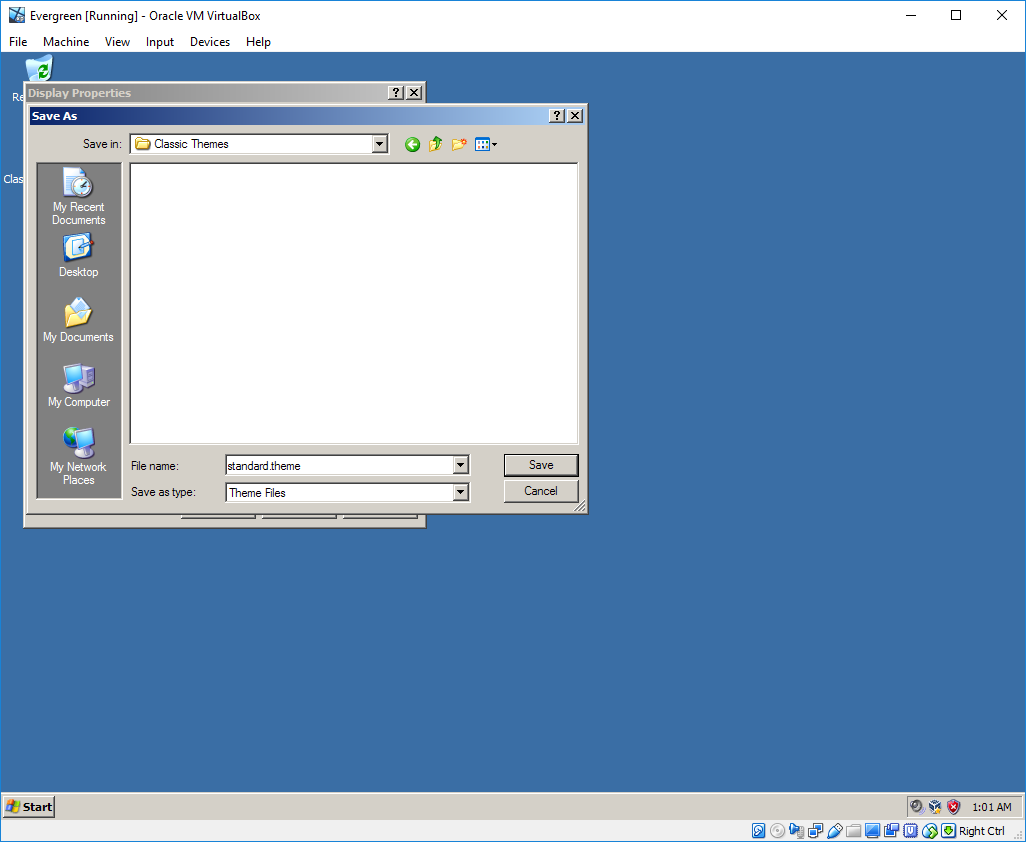 Evergreen [Running] - Oracle VM VirtualBox
File Machine View Input Devices Help
Re
Display Properties
Save As
Save in: Classic Themes
Clas
My Recent
Documents
Desktop
My Documents
My Computer
My Network
Places
File name: standard.theme Save
Save as type: Theme Files Cancel
Start 1:01 AM
Right Ctrl